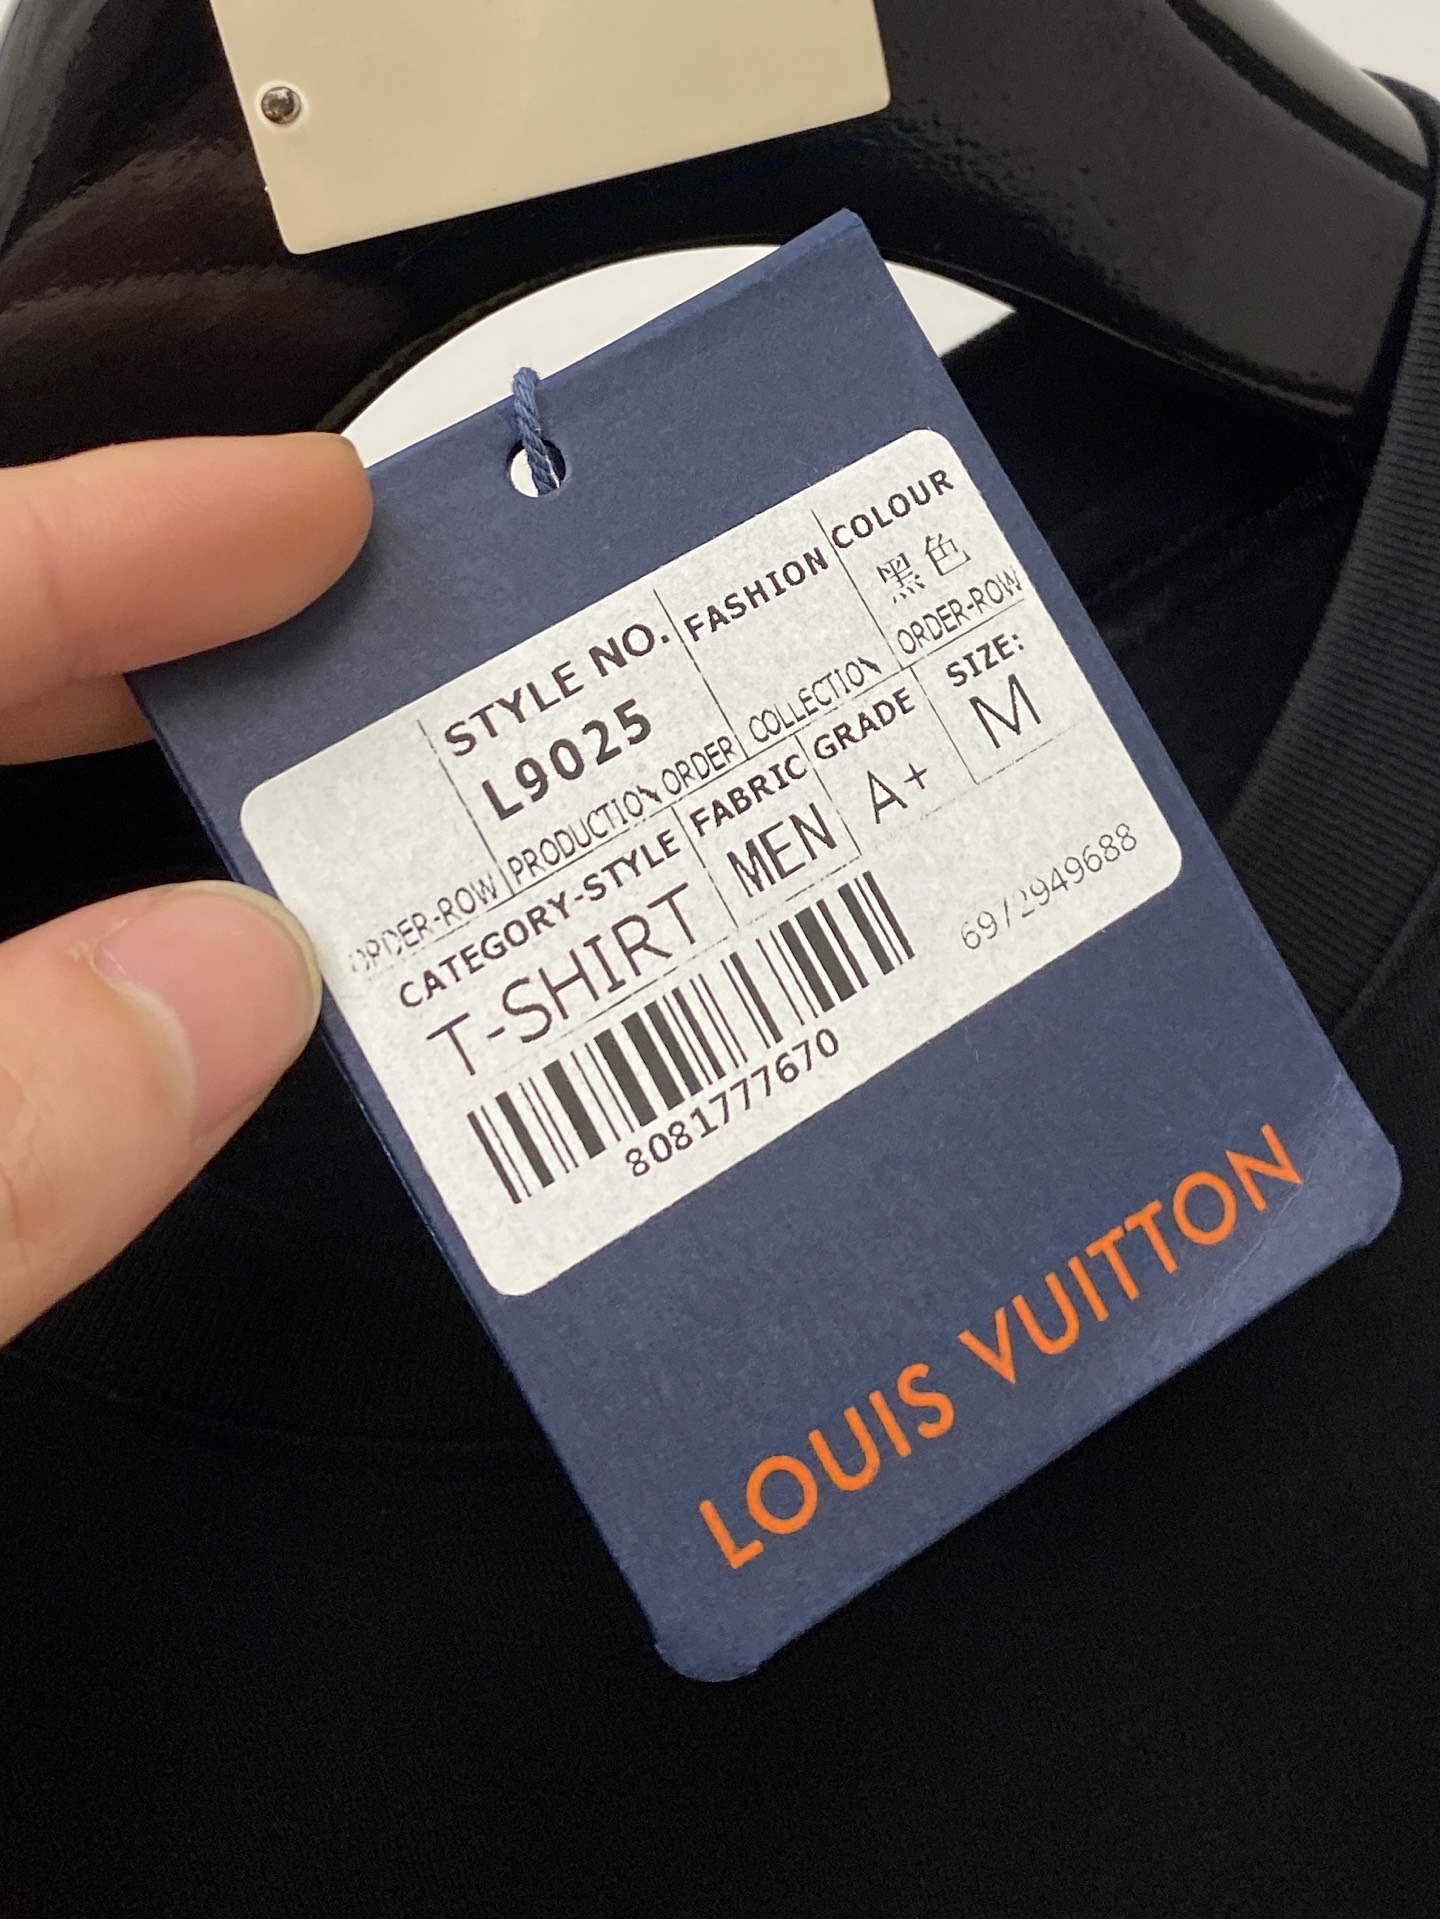 STYLE NO. FASHION COLOUR
L9025 黑色
ORDER-ROW PRODUCTION ORDER COLLECTION ORDER-ROW
CATEGORY-STYLE FABRIC GRADE SIZE:
T-SHIRT MEN A+ M
8081777670
LOUIS VUITTON